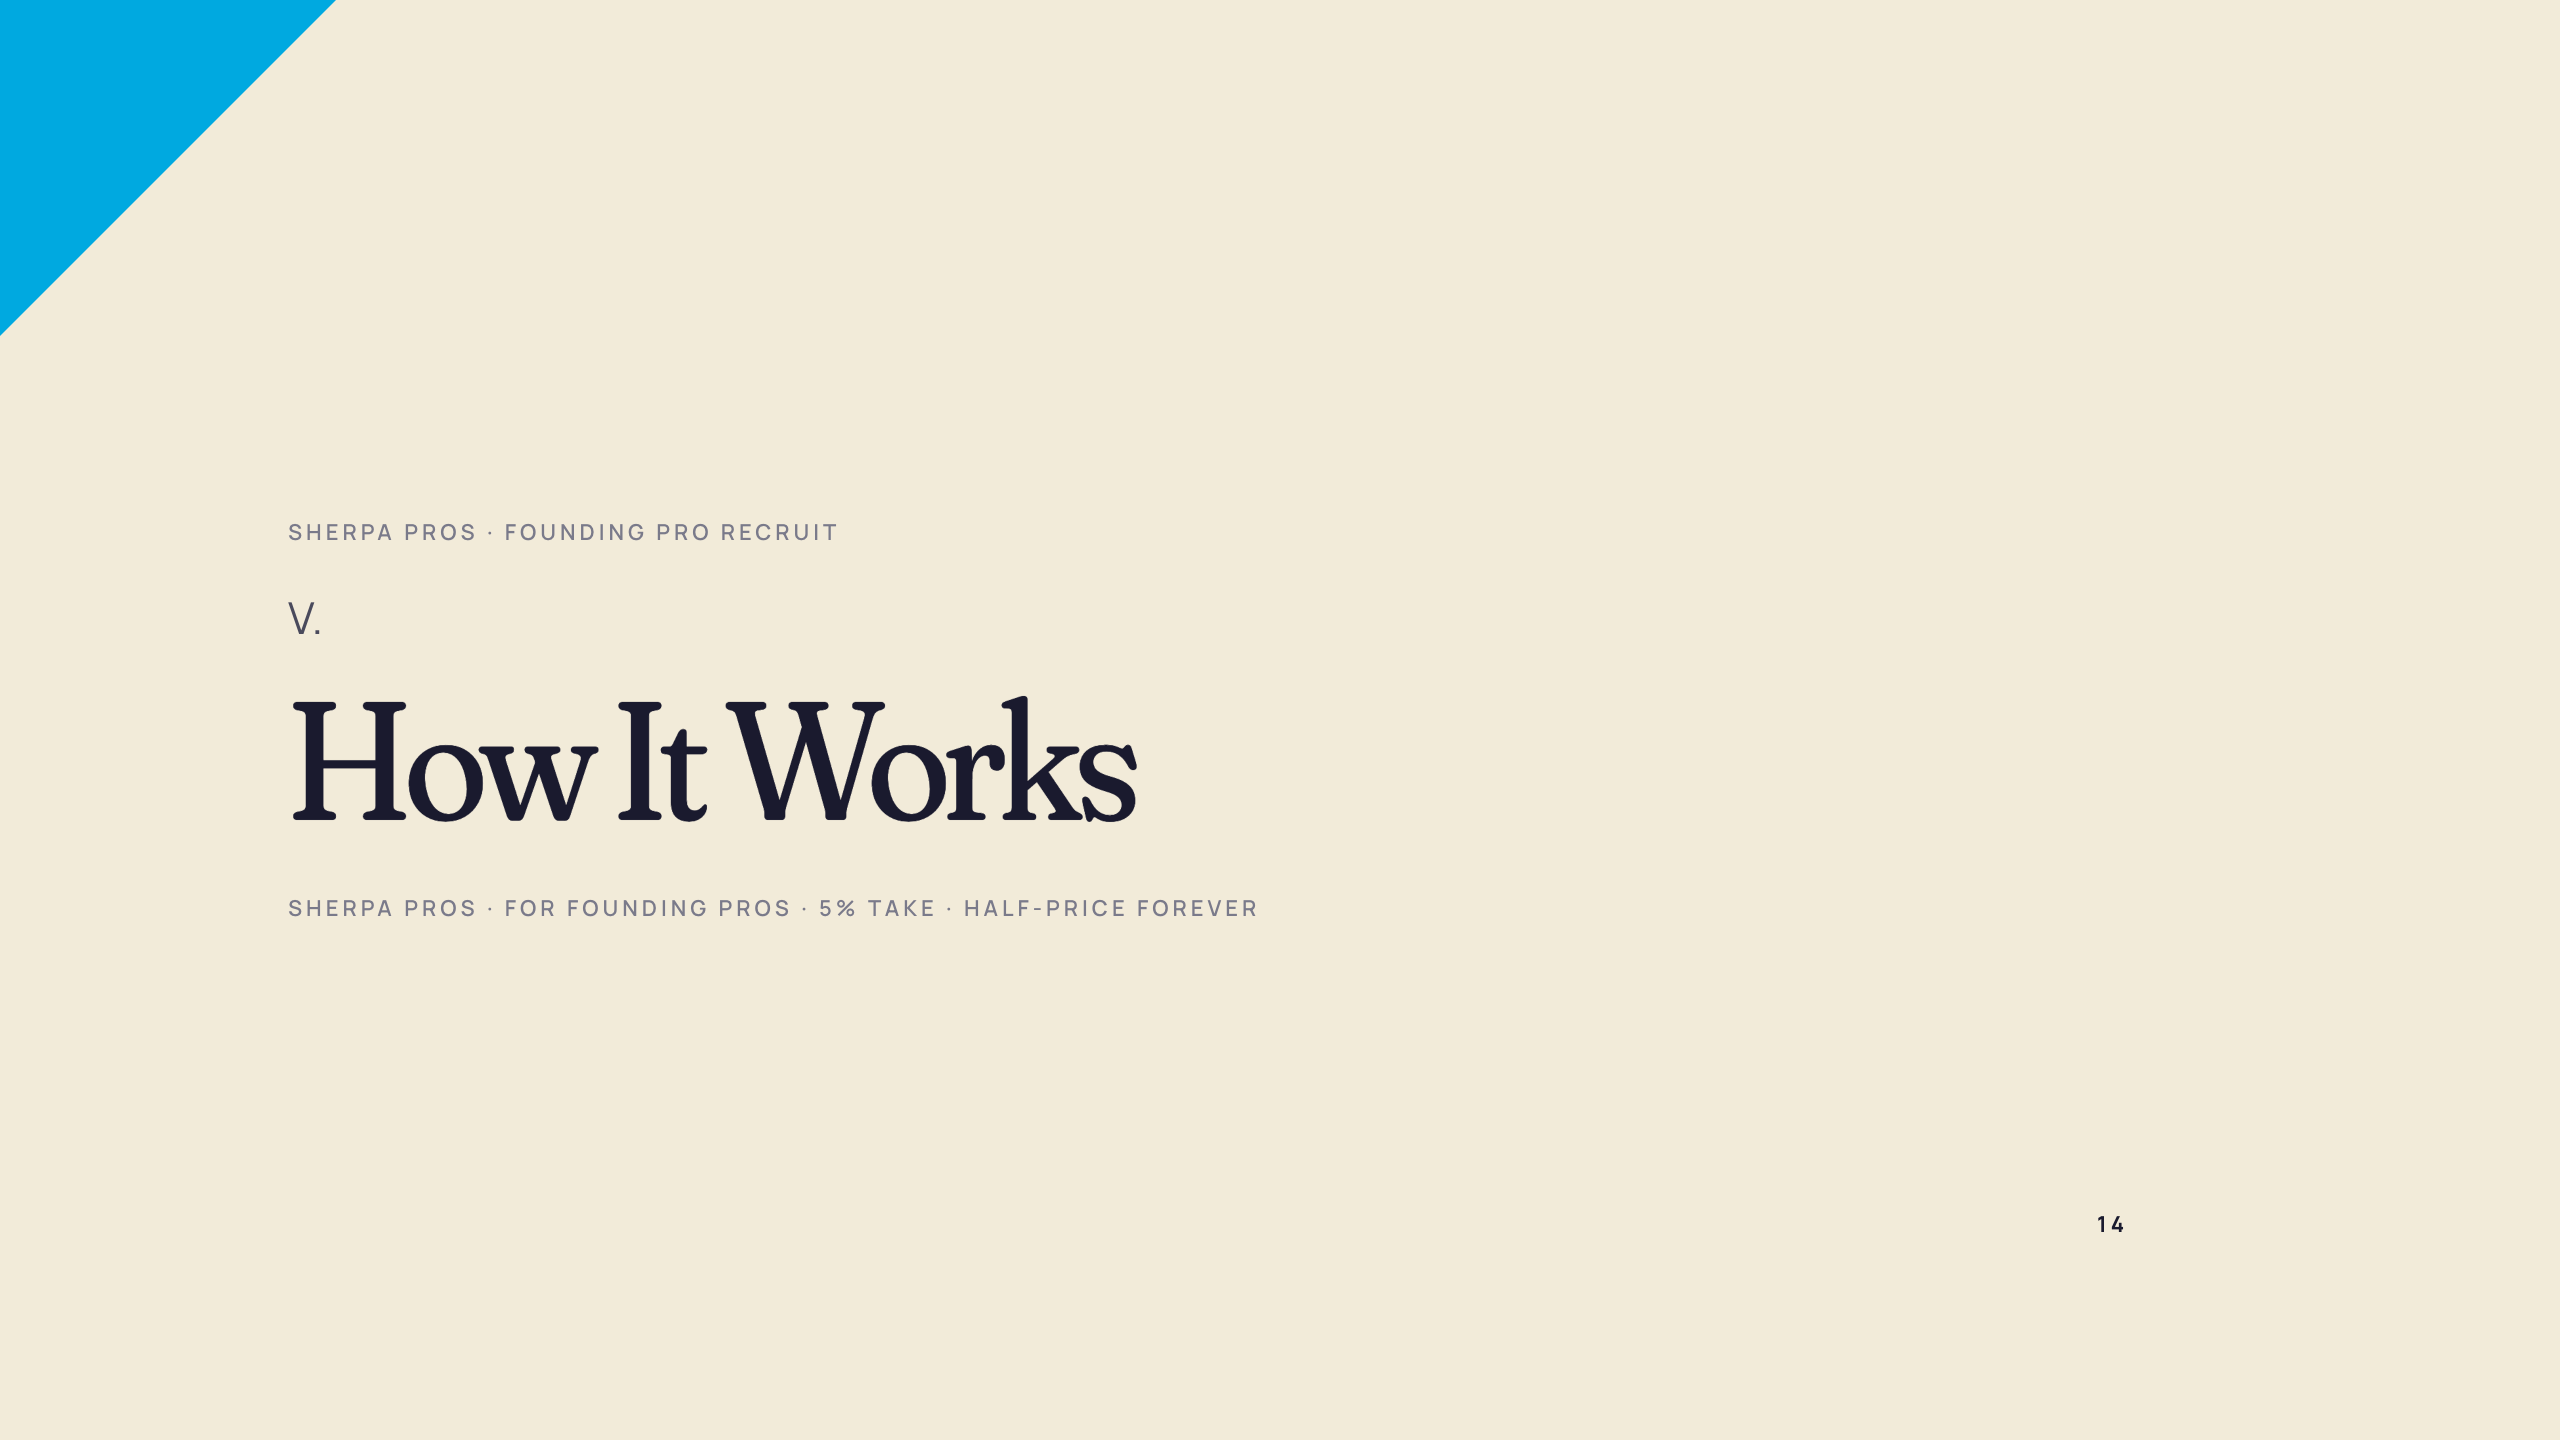 SHERPA PROS · FOUNDING PRO RECRUIT
V.
How It Works
SHERPA PROS · FOR FOUNDING PROS · 5% TAKE · HALF-PRICE FOREVER
14